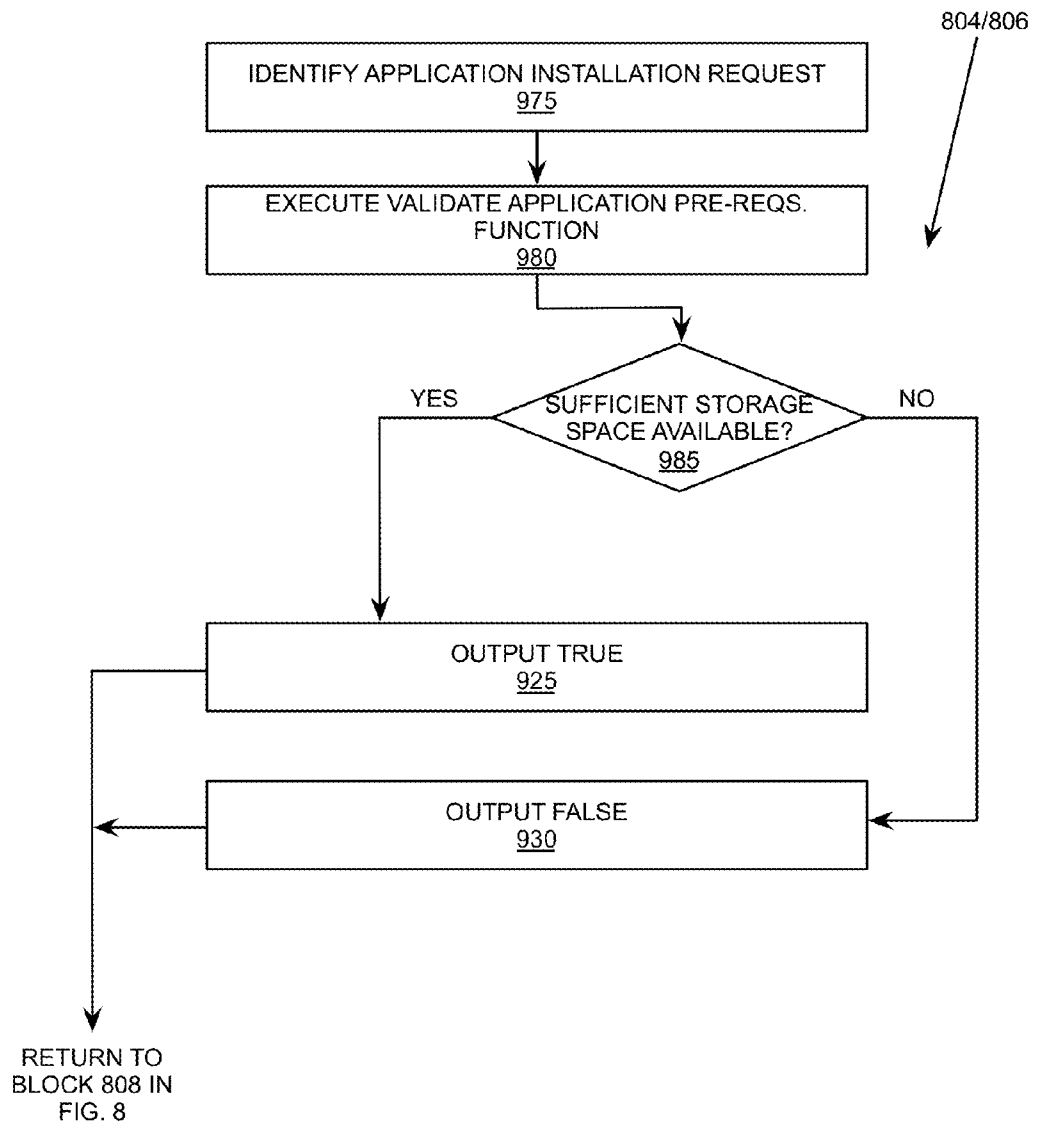 804/806
IDENTIFY APPLICATION INSTALLATION REQUEST
975
EXECUTE VALIDATE APPLICATION PRE-REQS.
FUNCTION
980
YES
NO
SUFFICIENT STORAGE
SPACE AVAILABLE?
985
OUTPUT TRUE
925
OUTPUT FALSE
930
RETURN TO
BLOCK 808 IN
FIG. 8